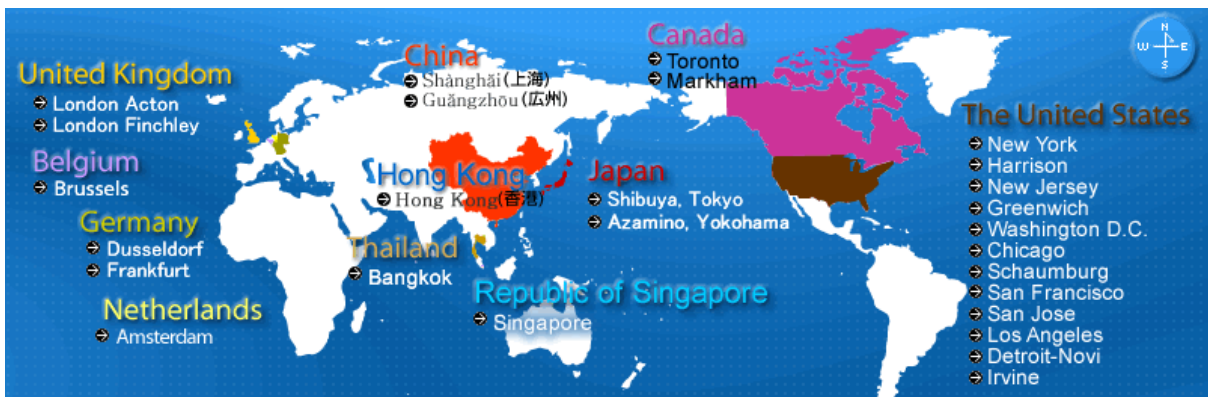 United Kingdom
London Acton
London Finchley
Belgium
Brussels
Germany
Dusseldorf
Frankfurt
Netherlands
Amsterdam
China
Shànghăi(上海)
Guăngzhōu(広州)
Hong Kong
Hong Kong(香港)
Thailand
Bangkok
Republic of Singapore
Singapore
Japan
Shibuya, Tokyo
Azamino, Yokohama
Canada
Toronto
Markham
N
W
E
S
The United States
New York
Harrison
New Jersey
Greenwich
Washington D.C.
Chicago
Schaumburg
San Francisco
San Jose
Los Angeles
Detroit-Novi
Irvine